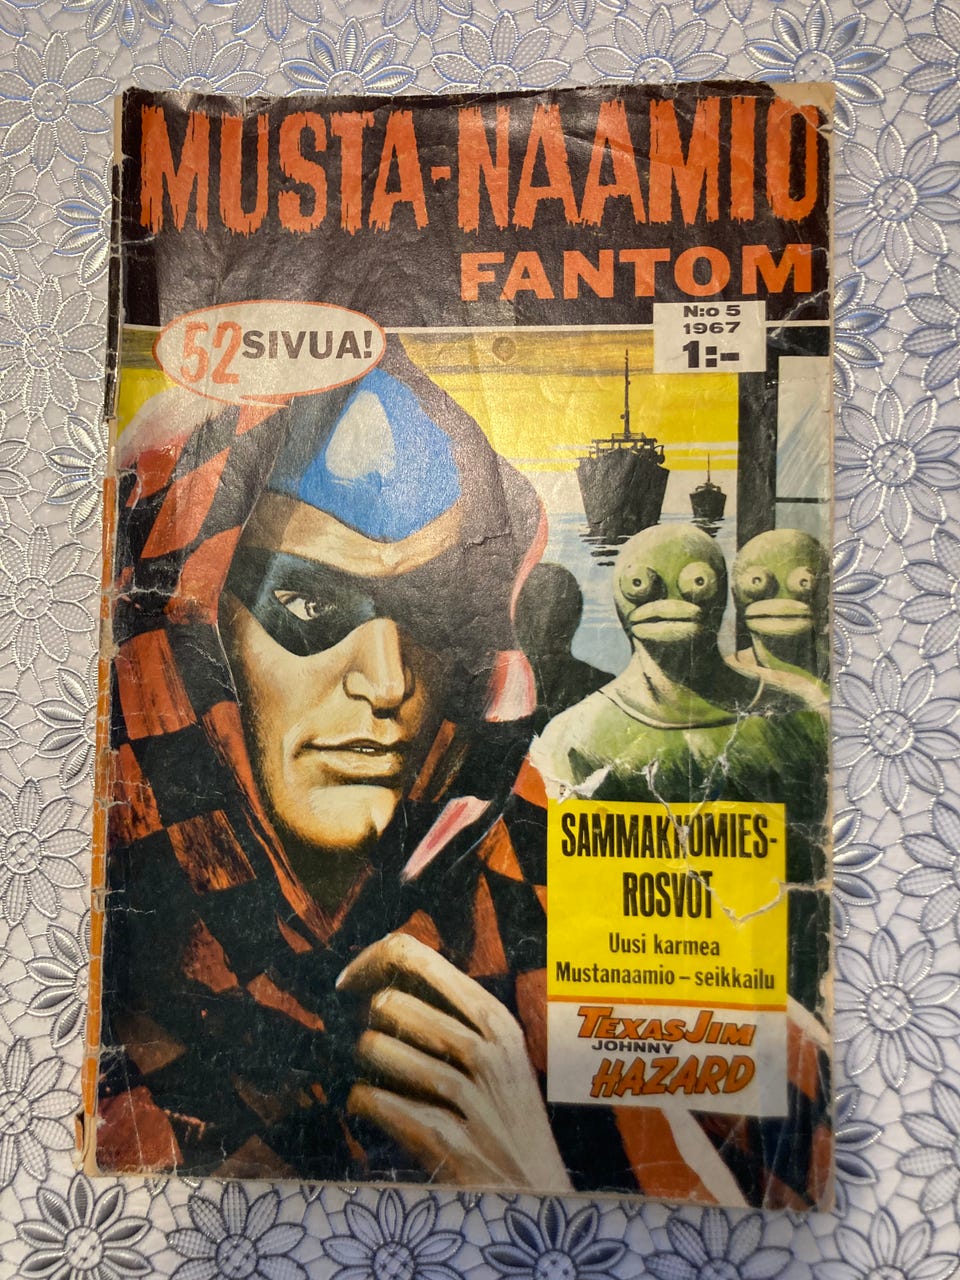 MUSTA-NAAMIO
FANTOM
N:o 5
1967
1:-
52 SIVUA!
SAMMAKKOMIES-
ROSVOT
Uusi karmea
Mustanaamio – seikkailu
TEXAS JIM
JOHNNY
HAZARD